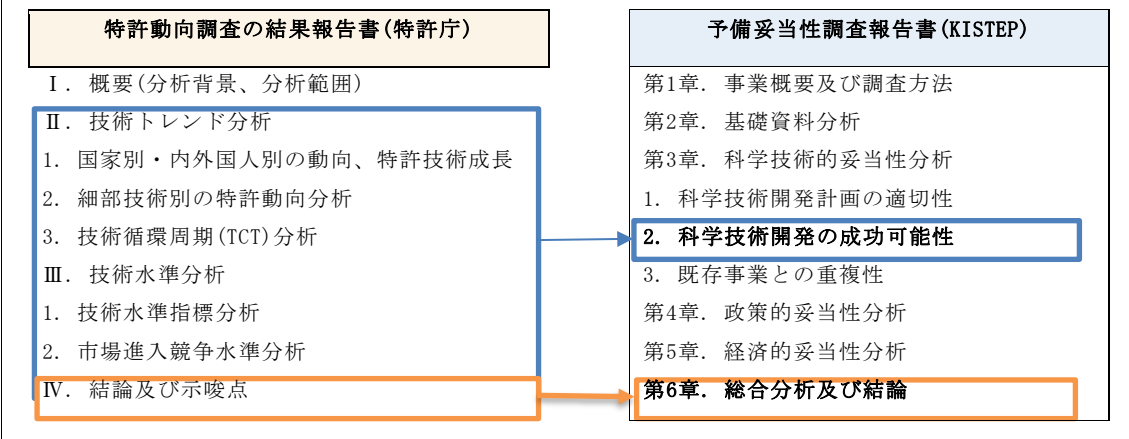 特許動向調査の結果報告書(特許庁)
Ⅰ. 概要(分析背景、分析範囲)
Ⅱ. 技術トレンド分析
1. 国家別・内外国人別の動向、特許技術成長
2. 細部技術別の特許動向分析
3. 技術循環周期(TCT)分析
Ⅲ. 技術水準分析
1. 技術水準指標分析
2. 市場進入競争水準分析
Ⅳ. 結論及び示唆点
予備妥当性調査報告書(KISTEP)
第1章. 事業概要及び調査方法
第2章. 基礎資料分析
第3章. 科学技術的妥当性分析
1. 科学技術開発計画の適切性
2. 科学技術開発の成功可能性
3. 既存事業との重複性
第4章. 政策的妥当性分析
第5章. 経済的妥当性分析
第6章. 総合分析及び結論